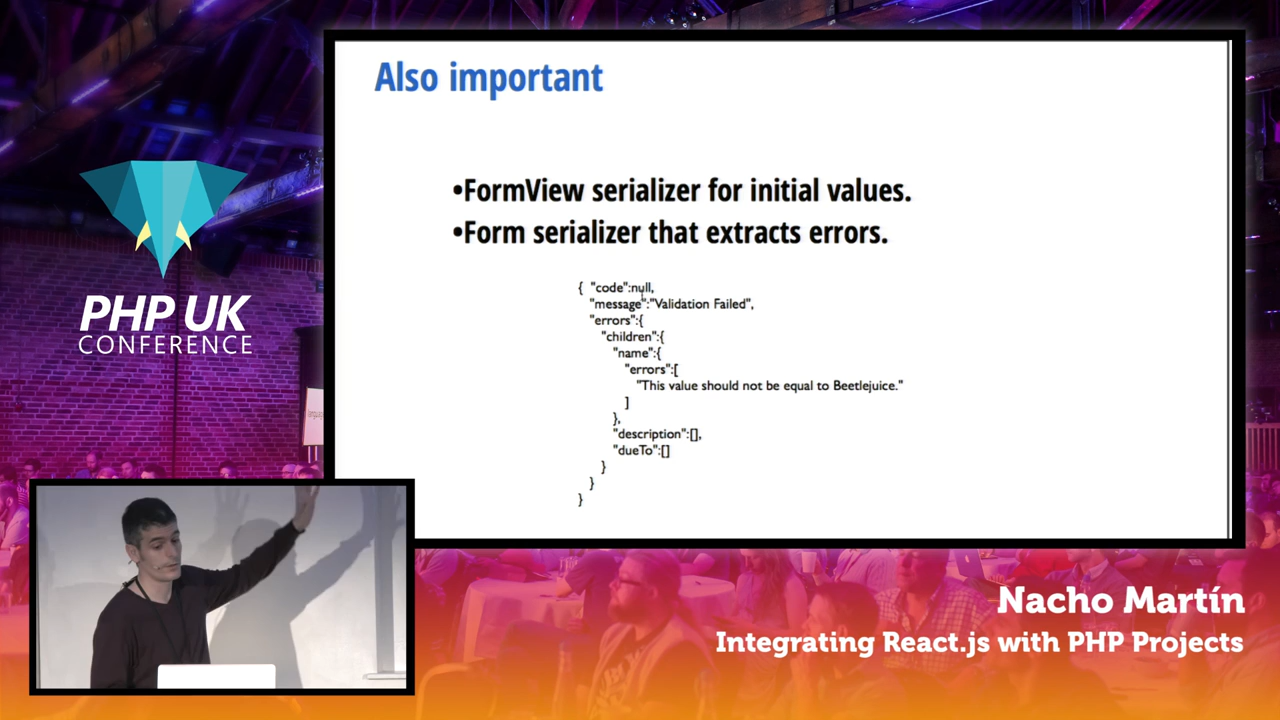 Also important
•FormView serializer for initial values.
•Form serializer that extracts errors.
{ "code":null,
"message":"Validation Failed",
"errors":{
"children":{
"name":{
"errors":[
"This value should not be equal to Beetlejuice."
]
},
"description":[],
"dueTo":[]
}
}
}
PHP UK
CONFERENCE
Nacho Martín
Integrating React.js with PHP Projects